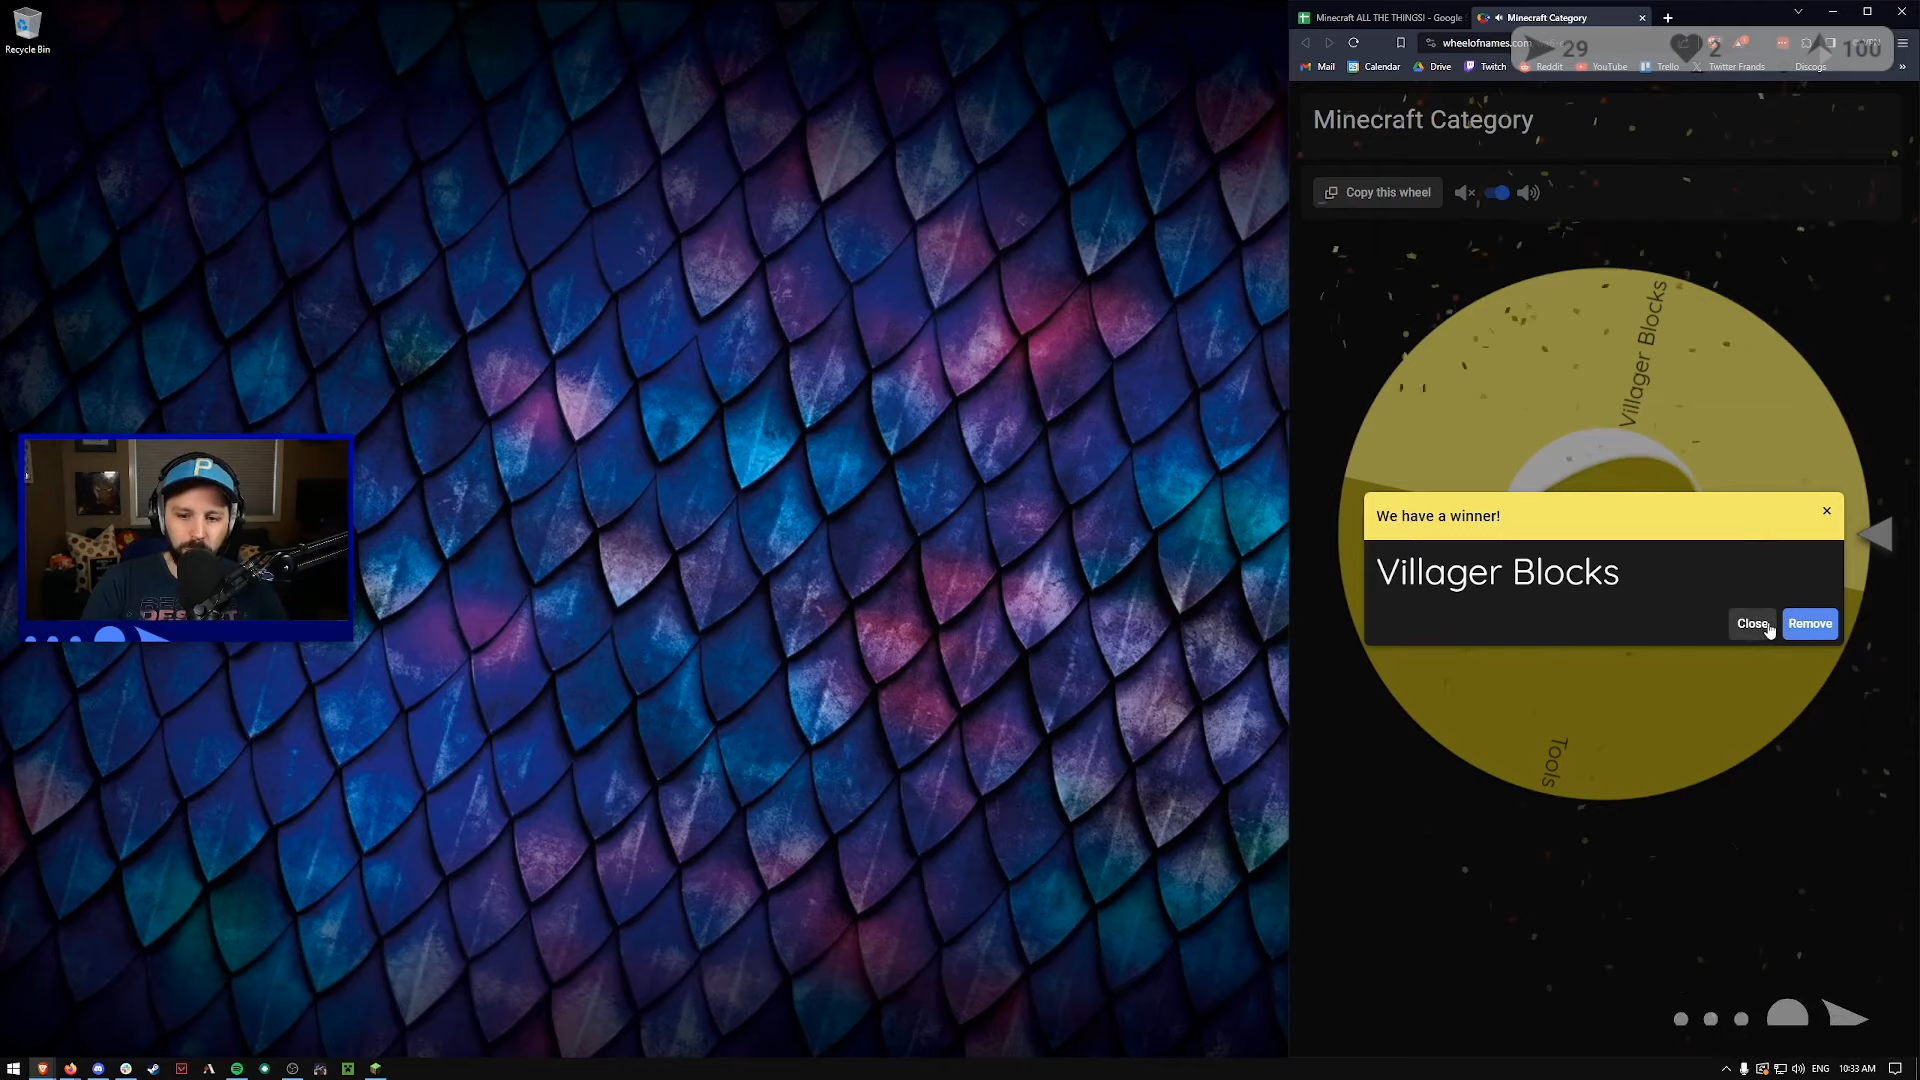 Recycle Bin
Minecraft ALL THE THINGS! - Google
Minecraft Category
wheelofnames.com
29
2
100
Mail
Calendar
Drive
Twitch
Reddit
YouTube
Trello
Twitter Frands
Discogs
Minecraft Category
Copy this wheel
Villager Blocks
We have a winner!
Villager Blocks
Close
Remove
Tools
P
ENG
10:33 AM